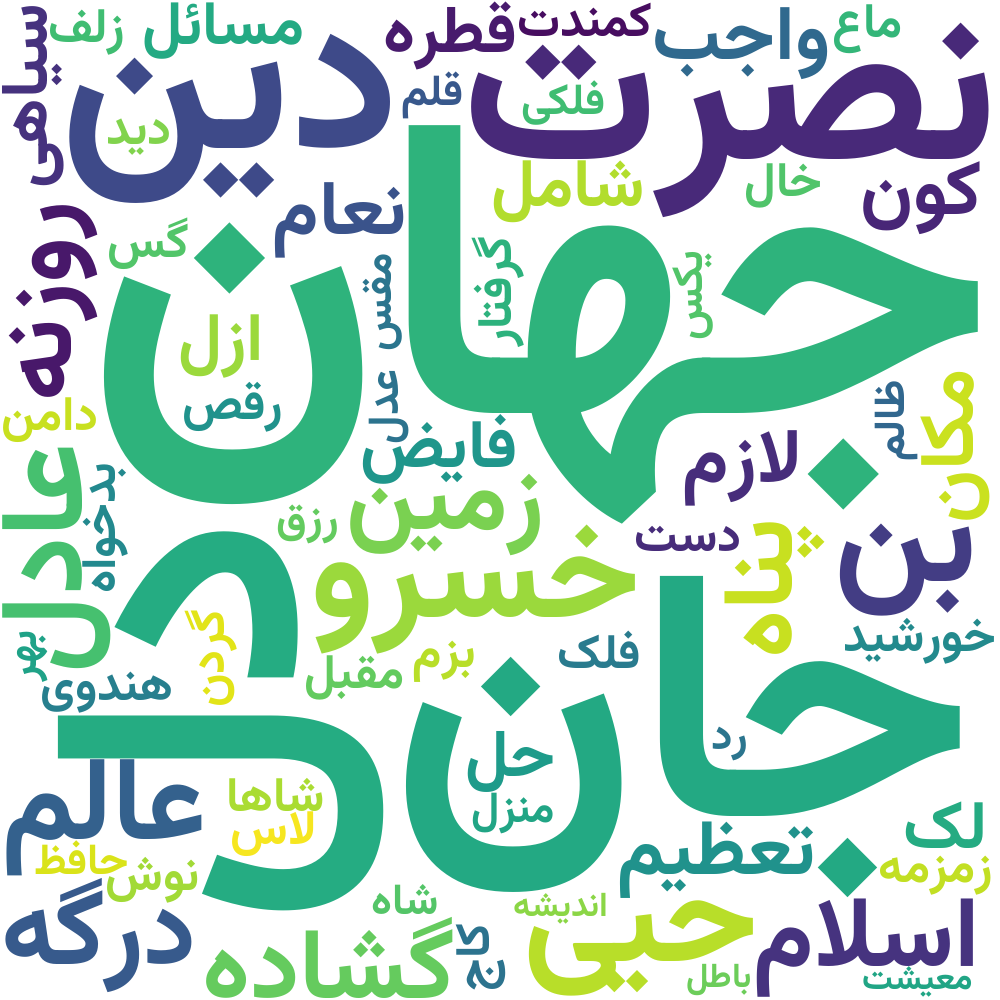 کمندت
ماع
سیاهی
زلف
مسائل
قطره
واجب
نصرت
دین
قلم
فلکی
دید
خال
شامل
کون
نعام
روزنه
گس
جهان
گرفتار
یکس
مقس
ازل
رقص
عدل
ظالم
مکان
دامن
فایض
لازم
عادل
بدخواه
زمین
رزق
دست
پناه
بن
خسرو
جان
گردن
خورشید
بهر
فلک
بزم
مقبل
هندوی
رد
حل
منزل
عالم
شاها
لاس
لک
تعظیم
زمزمه
حافظ
نوش
شاه
اندیشه
درگه
گشاده
کاج
حیی
اسلام
باطل
معیشت